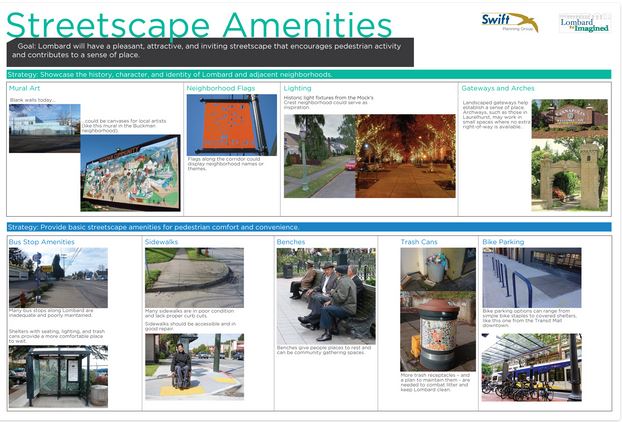 Streetscape Amenities
Swift
Planning Group
Lombard
Re-Imagined
Goal: Lombard will have a pleasant, attractive, and inviting streetscape that encourages pedestrian activity
and contributes to a sense of place.
Strategy: Showcase the history, character, and identity of Lombard and adjacent neighborhoods.
Mural Art
Blank walls today...
...could be canvases for local artists
(like this mural in the Buckman
neighborhood).
Neighborhood Flags
Flags along the corridor could
display neighborhood names or
themes.
Lighting
Historic light fixtures from the Mock's
Crest neighborhood could serve as
inspiration.
Gateways and Arches
Landscaped gateways help
establish a sense of place.
Archways, such as those in
Laurelhurst, may work in
small spaces where no extra
right-of-way is available.
Strategy: Provide basic streetscape amenities for pedestrian comfort and convenience.
Bus Stop Amenities
Many bus stops along Lombard are
inadequate and poorly maintained.
Shelters with seating, lighting, and trash
cans provide a more comfortable place
to wait.
Sidewalks
Many sidewalks are in poor condition
and lack proper curb cuts.
Sidewalks should be accessible and in
good repair.
Benches
Benches give people places to rest and
can be community gathering spaces.
Trash Cans
More trash receptacles - and
a plan to maintain them - are
needed to combat litter and
keep Lombard clean.
Bike Parking
Bike parking options can range from
simple bike staples to covered shelters,
like this one from the Transit Mall
downtown.